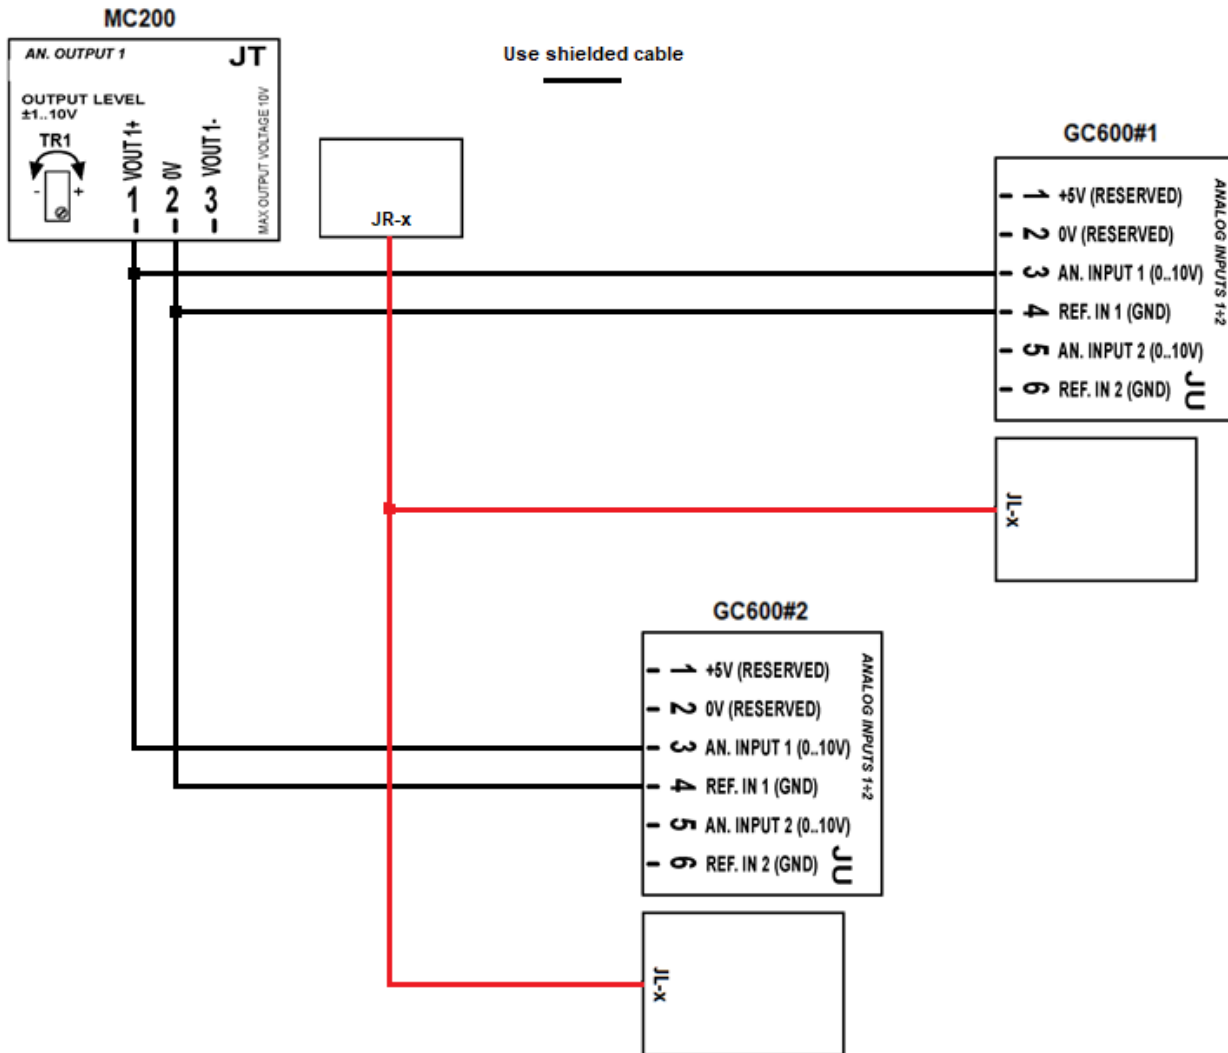 MC200
AN. OUTPUT 1
JT
OUTPUT LEVEL
±1..10V
TR1
- +
VOUT 1+
0V
VOUT 1-
1 2 3
MAX OUTPUT VOLTAGE 10V
Use shielded cable
JR-x
GC600#1
1 +5V (RESERVED)
2 0V (RESERVED)
3 AN. INPUT 1 (0..10V)
4 REF. IN 1 (GND)
5 AN. INPUT 2 (0..10V)
6 REF. IN 2 (GND)
JU
ANALOG INPUTS 1÷2
JL-x
GC600#2
1 +5V (RESERVED)
2 0V (RESERVED)
3 AN. INPUT 1 (0..10V)
4 REF. IN 1 (GND)
5 AN. INPUT 2 (0..10V)
6 REF. IN 2 (GND)
JU
ANALOG INPUTS 1÷2
JL-x